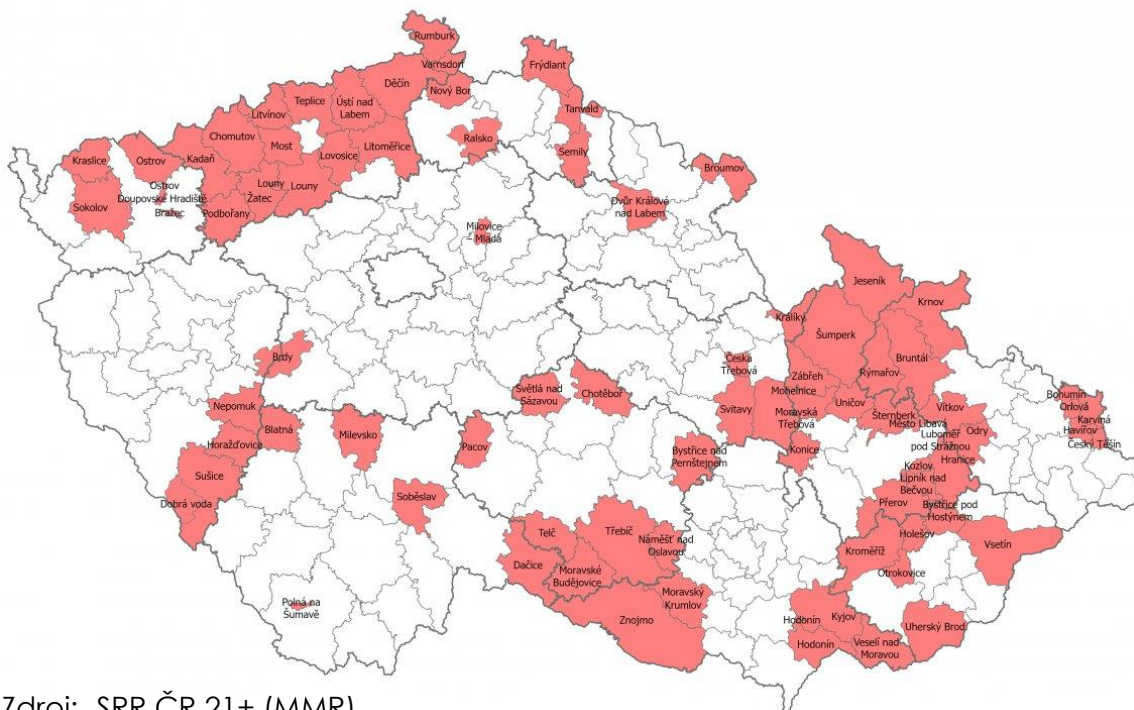 Rumburk
Varnsdorf
Frýdlant
Děčín
Nový Bor
Teplice
Ústí nad
Labem
Tanvald
Litvínov
Chomutov
Most
Ralsko
Litoměřice
Lovosice
Semily
Kraslice
Ostrov
Kadaň
Broumov
Ostrov
Doupovské Hradiště
Bražec
Louny
Louny
Žatec
Podbořany
Sokolov
Dvůr Králové
nad Labem
Milovice
- Mladá
Jeseník
Krnov
Králíky
Šumperk
Brdy
Česká
Třebová
Bruntál
Rýmařov
Zábřeh
Světlá nad
Sázavou
Chotěboř
Mohelnice
Bohumín
Orlová
Karviná
Havířov
Český Těšín
Nepomuk
Svitavy
Moravská
Třebová
Uničov
Šternberk
Vítkov
Město Libavá
Luboměř
pod Strážnou
Odry
Blatná
Milevsko
Horažďovice
Pacov
Bystřice nad
Pernštejnem
Konice
Hranice
Kozlov
Lipník nad
Bečvou
Sušice
Dobrá voda
Soběslav
Přerov
Bystřice pod
Hostýnem
Telč
Třebíč
Náměšť nad
Oslavou
Holešov
Vsetín
Kroměříž
Dačice
Moravské
Budějovice
Otrokovice
Polná na
Šumavě
Moravský
Krumlov
Znojmo
Hodonín
Kyjov
Uherský Brod
Hodonín
Veselí nad
Moravou
Zdroj: SRR ČR 21+ (MMR)